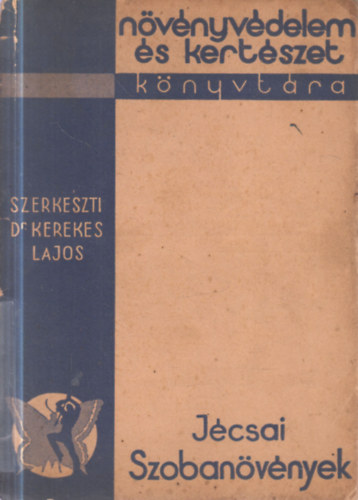 növényvédelem
és kertészet
könyvtára
SZERKESZTI
Dr KEREKES
LAJOS
Jécsai
Szobanövények